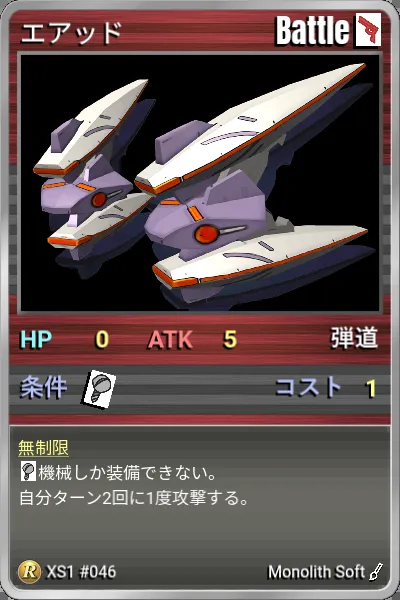 エアッド Battle
HP 0 ATK 5 弾道
条件 コスト 1
無制限
機械しか装備できない。
自分ターン2回に1度攻撃する。
R XS1 #046 Monolith Soft